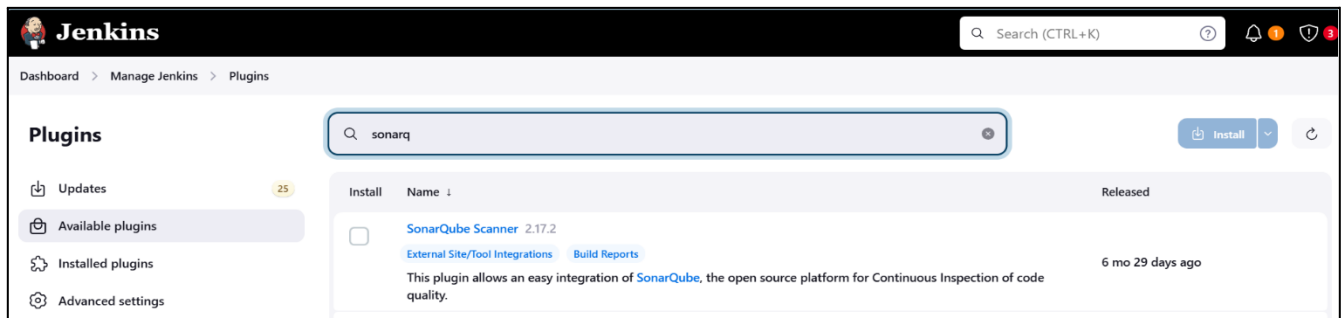 Jenkins
Search (CTRL+K)
1
3
Dashboard > Manage Jenkins > Plugins
Plugins
sonarq
Install
Updates 25
Install Name ↓ Released
Available plugins
SonarQube Scanner 2.17.2
External Site/Tool Integrations Build Reports
Installed plugins
6 mo 29 days ago
This plugin allows an easy integration of SonarQube, the open source platform for Continuous Inspection of code
quality.
Advanced settings